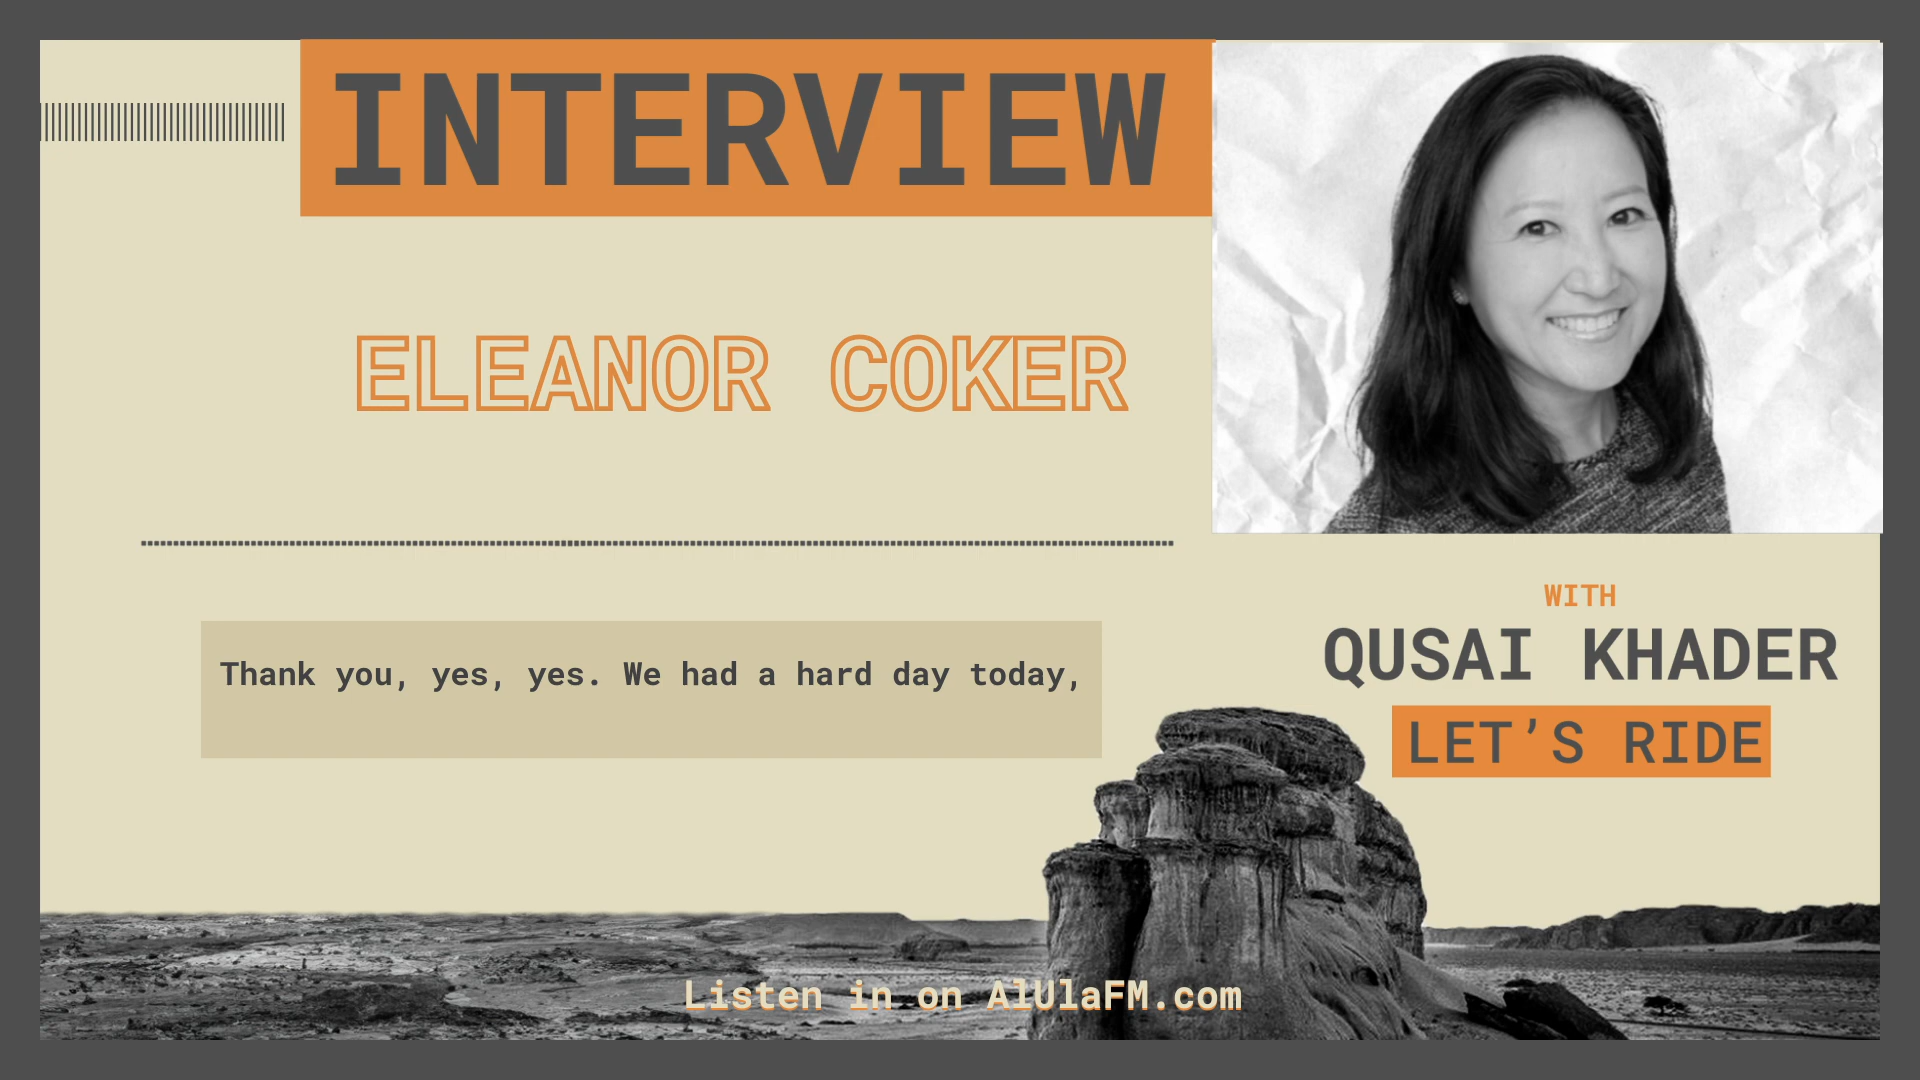 INTERVIEW
ELEANOR COKER
Thank you, yes, yes. We had a hard day today,
WITH
QUSAI KHADER
LET’S RIDE
Listen in on AlUlaFM.com